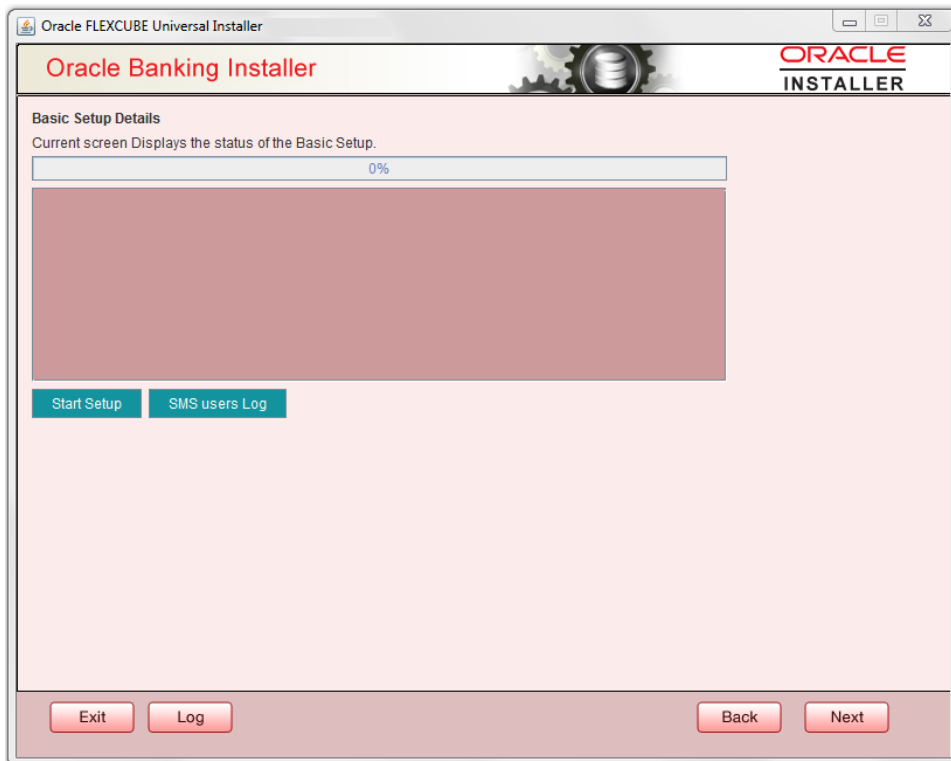 Oracle FLEXCUBE Universal Installer
Oracle Banking Installer
ORACLE
INSTALLER
Basic Setup Details
Current screen Displays the status of the Basic Setup.
0%
Start Setup SMS users Log
Exit Log Back Next